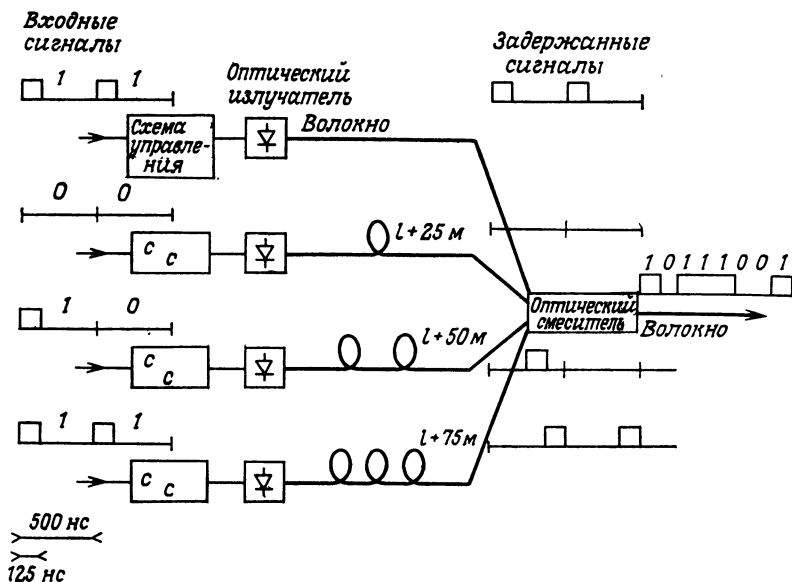 Входные
сигналы
1 1
Оптический
излучатель
Задержанные
сигналы
Схема
управле-
ния
Волокно
0 0
с с
l+25 м
1 0 1 1 1 0 0 1
Оптический
смеситель
Волокно
1 0
с с
l+50 м
1 1
с с
l+75 м
500 нс
125 нс